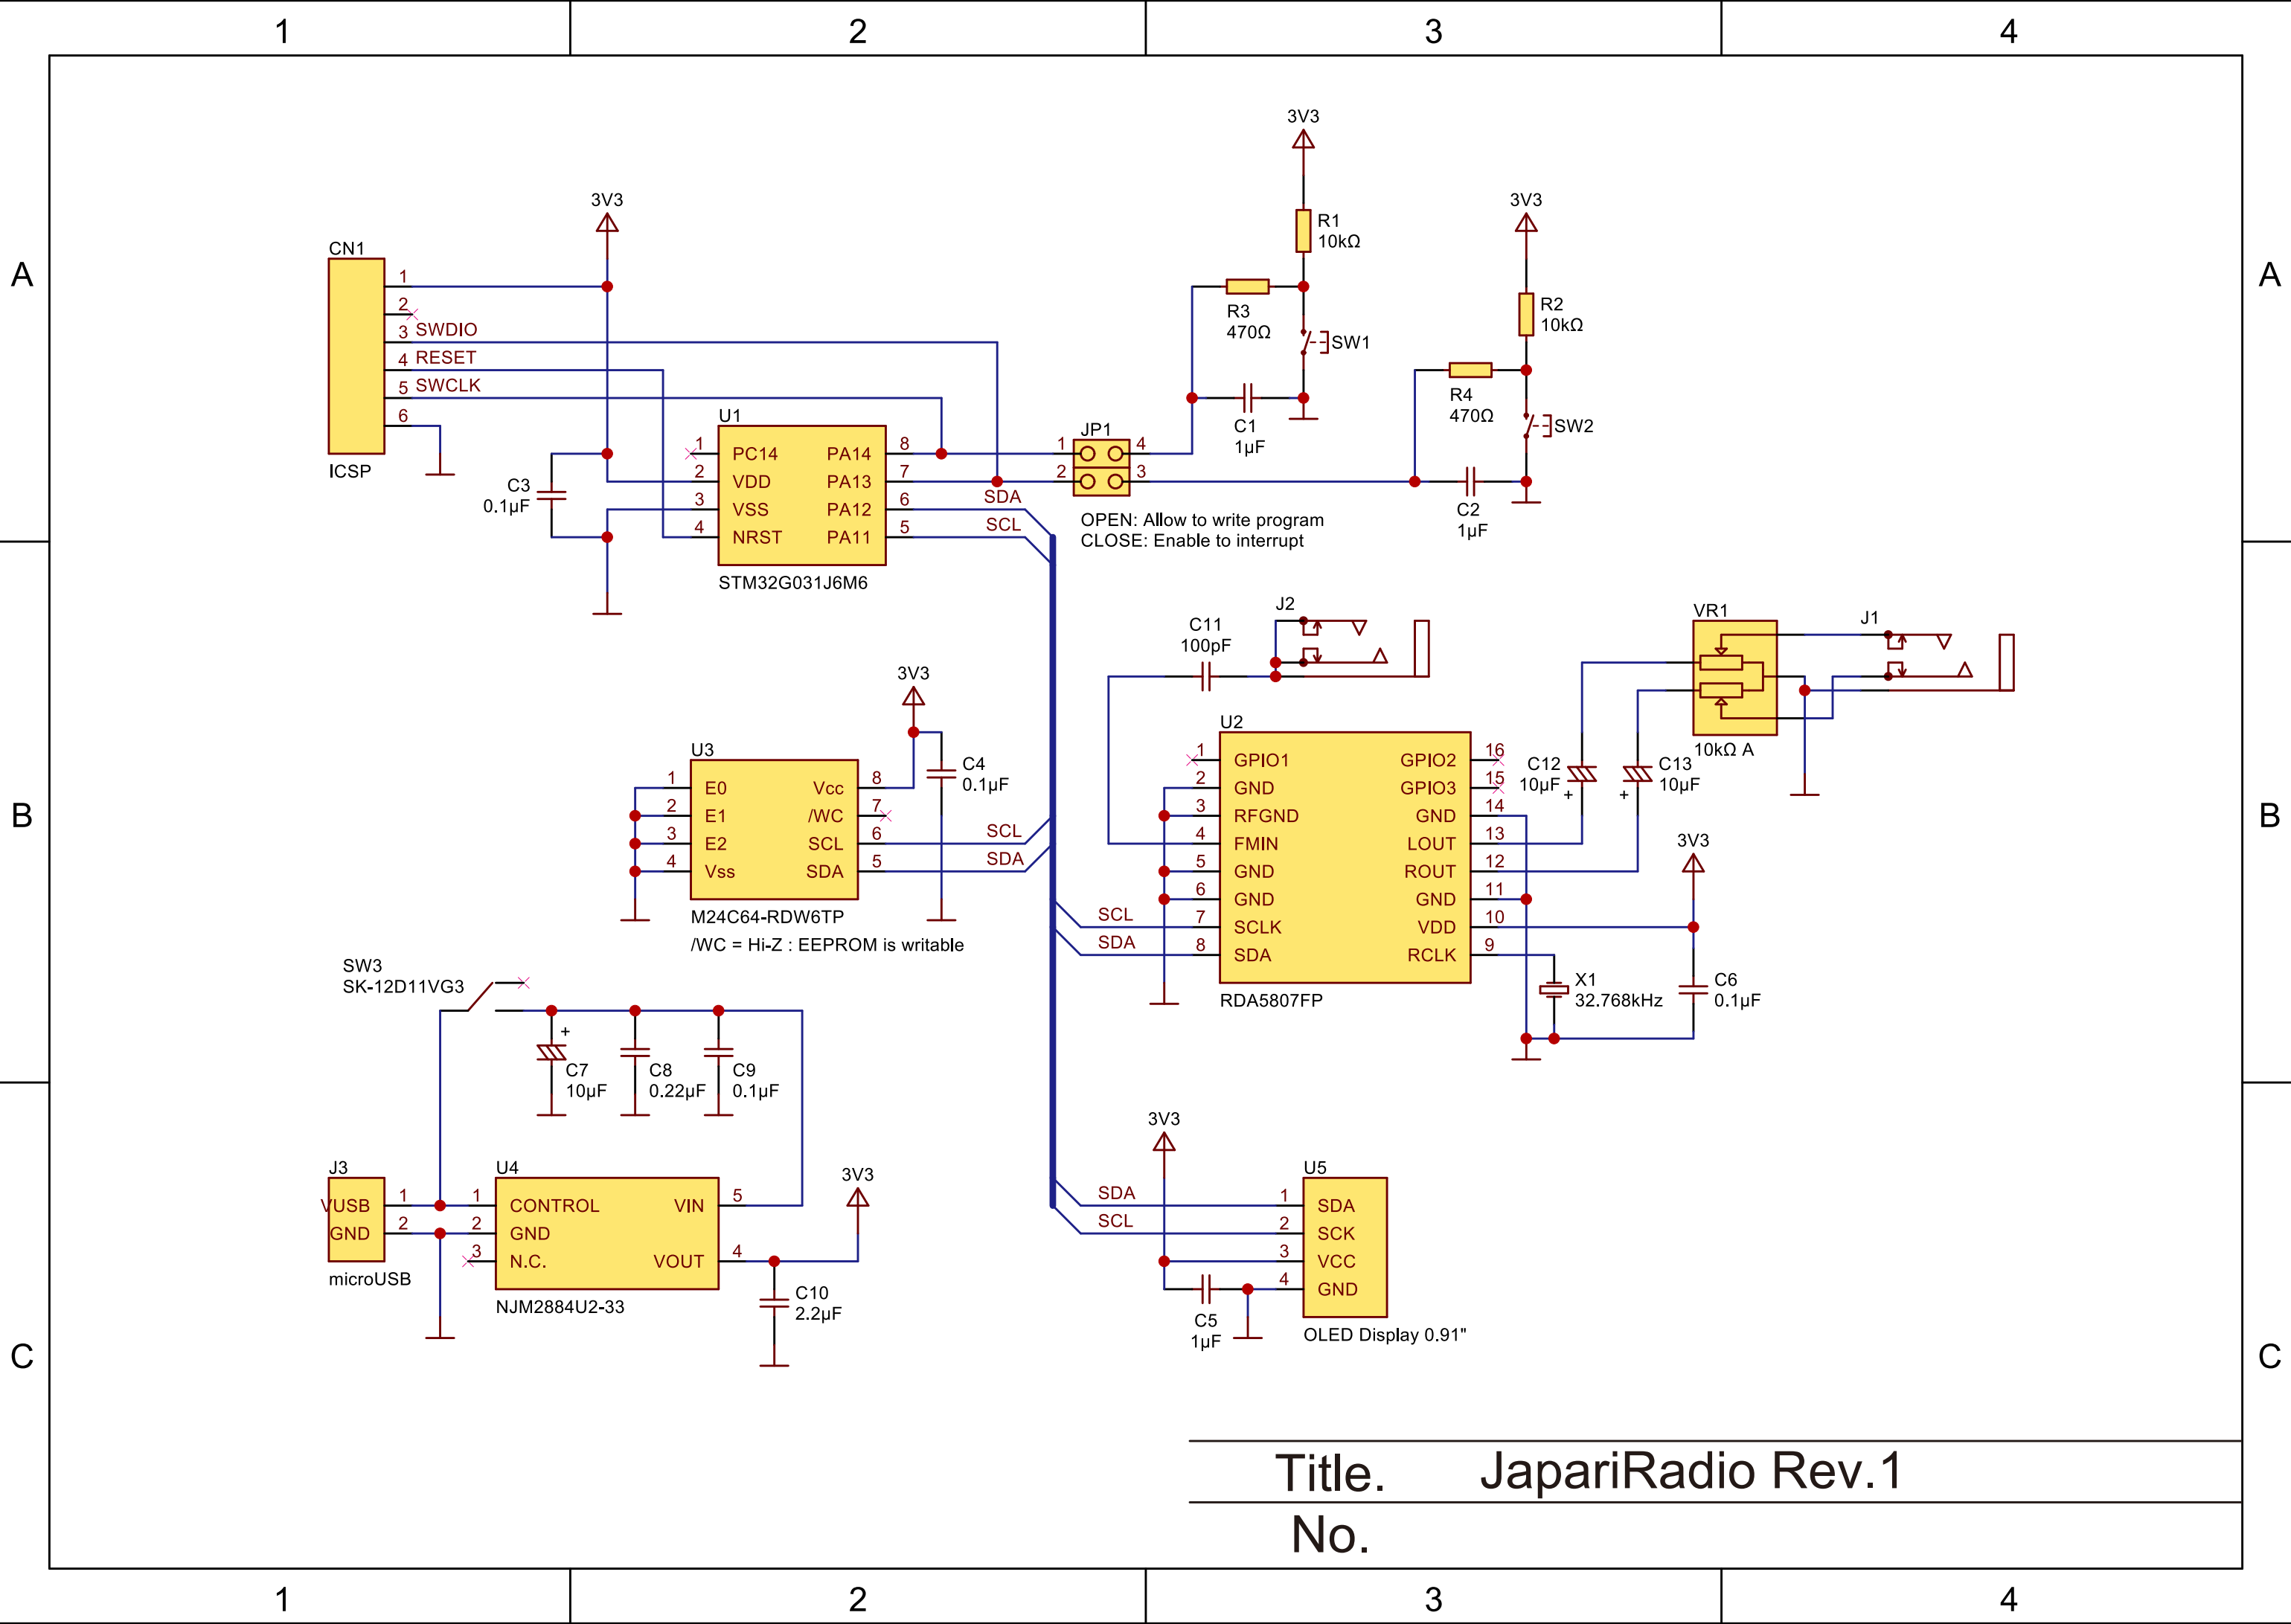 1 2 3 4
A A
B B
C C
CN1
1
2
3 SWDIO
4 RESET
5 SWCLK
6
ICSP
3V3
C3
0.1µF
U1
1 PC14 PA14 8
2 VDD PA13 7
3 VSS PA12 6
4 NRST PA11 5
STM32G031J6M6
SDA
SCL
JP1
1 4
2 3
OPEN: Allow to write program
CLOSE: Enable to interrupt
3V3
R1
10kΩ
R3
470Ω
SW1
C1
1µF
3V3
R2
10kΩ
R4
470Ω
SW2
C2
1µF
U3
1 E0 Vcc 8
2 E1 /WC 7
3 E2 SCL 6
4 Vss SDA 5
M24C64-RDW6TP
/WC = Hi-Z : EEPROM is writable
3V3
C4
0.1µF
SCL
SDA
C11
100pF
J2
U2
1 GPIO1 GPIO2 16
2 GND GPIO3 15
3 RFGND GND 14
4 FMIN LOUT 13
5 GND ROUT 12
6 GND GND 11
7 SCLK VDD 10
8 SDA RCLK 9
RDA5807FP
SCL
SDA
VR1
10kΩ A
J1
C12
10µF +
C13
+ 10µF
3V3
X1
32.768kHz
C6
0.1µF
SW3
SK-12D11VG3
+
C7
10µF
C8
0.22µF
C9
0.1µF
J3
VUSB 1
GND 2
microUSB
U4
1 CONTROL VIN 5
2 GND
3 N.C. VOUT 4
NJM2884U2-33
3V3
C10
2.2µF
3V3
SDA
SCL
U5
1 SDA
2 SCK
3 VCC
4 GND
C5
1µF
OLED Display 0.91"
Title. JapariRadio Rev.1
No.
1 2 3 4